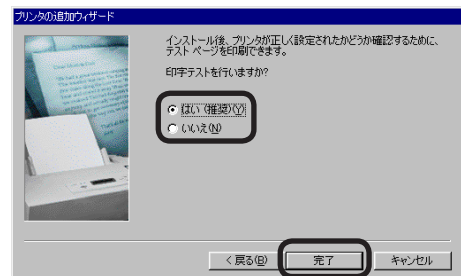 プリンタの追加ウィザード
インストール後、プリンタが正しく設定されたかどうか確認するために、
テスト ページを印刷できます。
印字テストを行いますか?
はい (推奨)(Y)
いいえ(N)
< 戻る(B)
完了
キャンセル